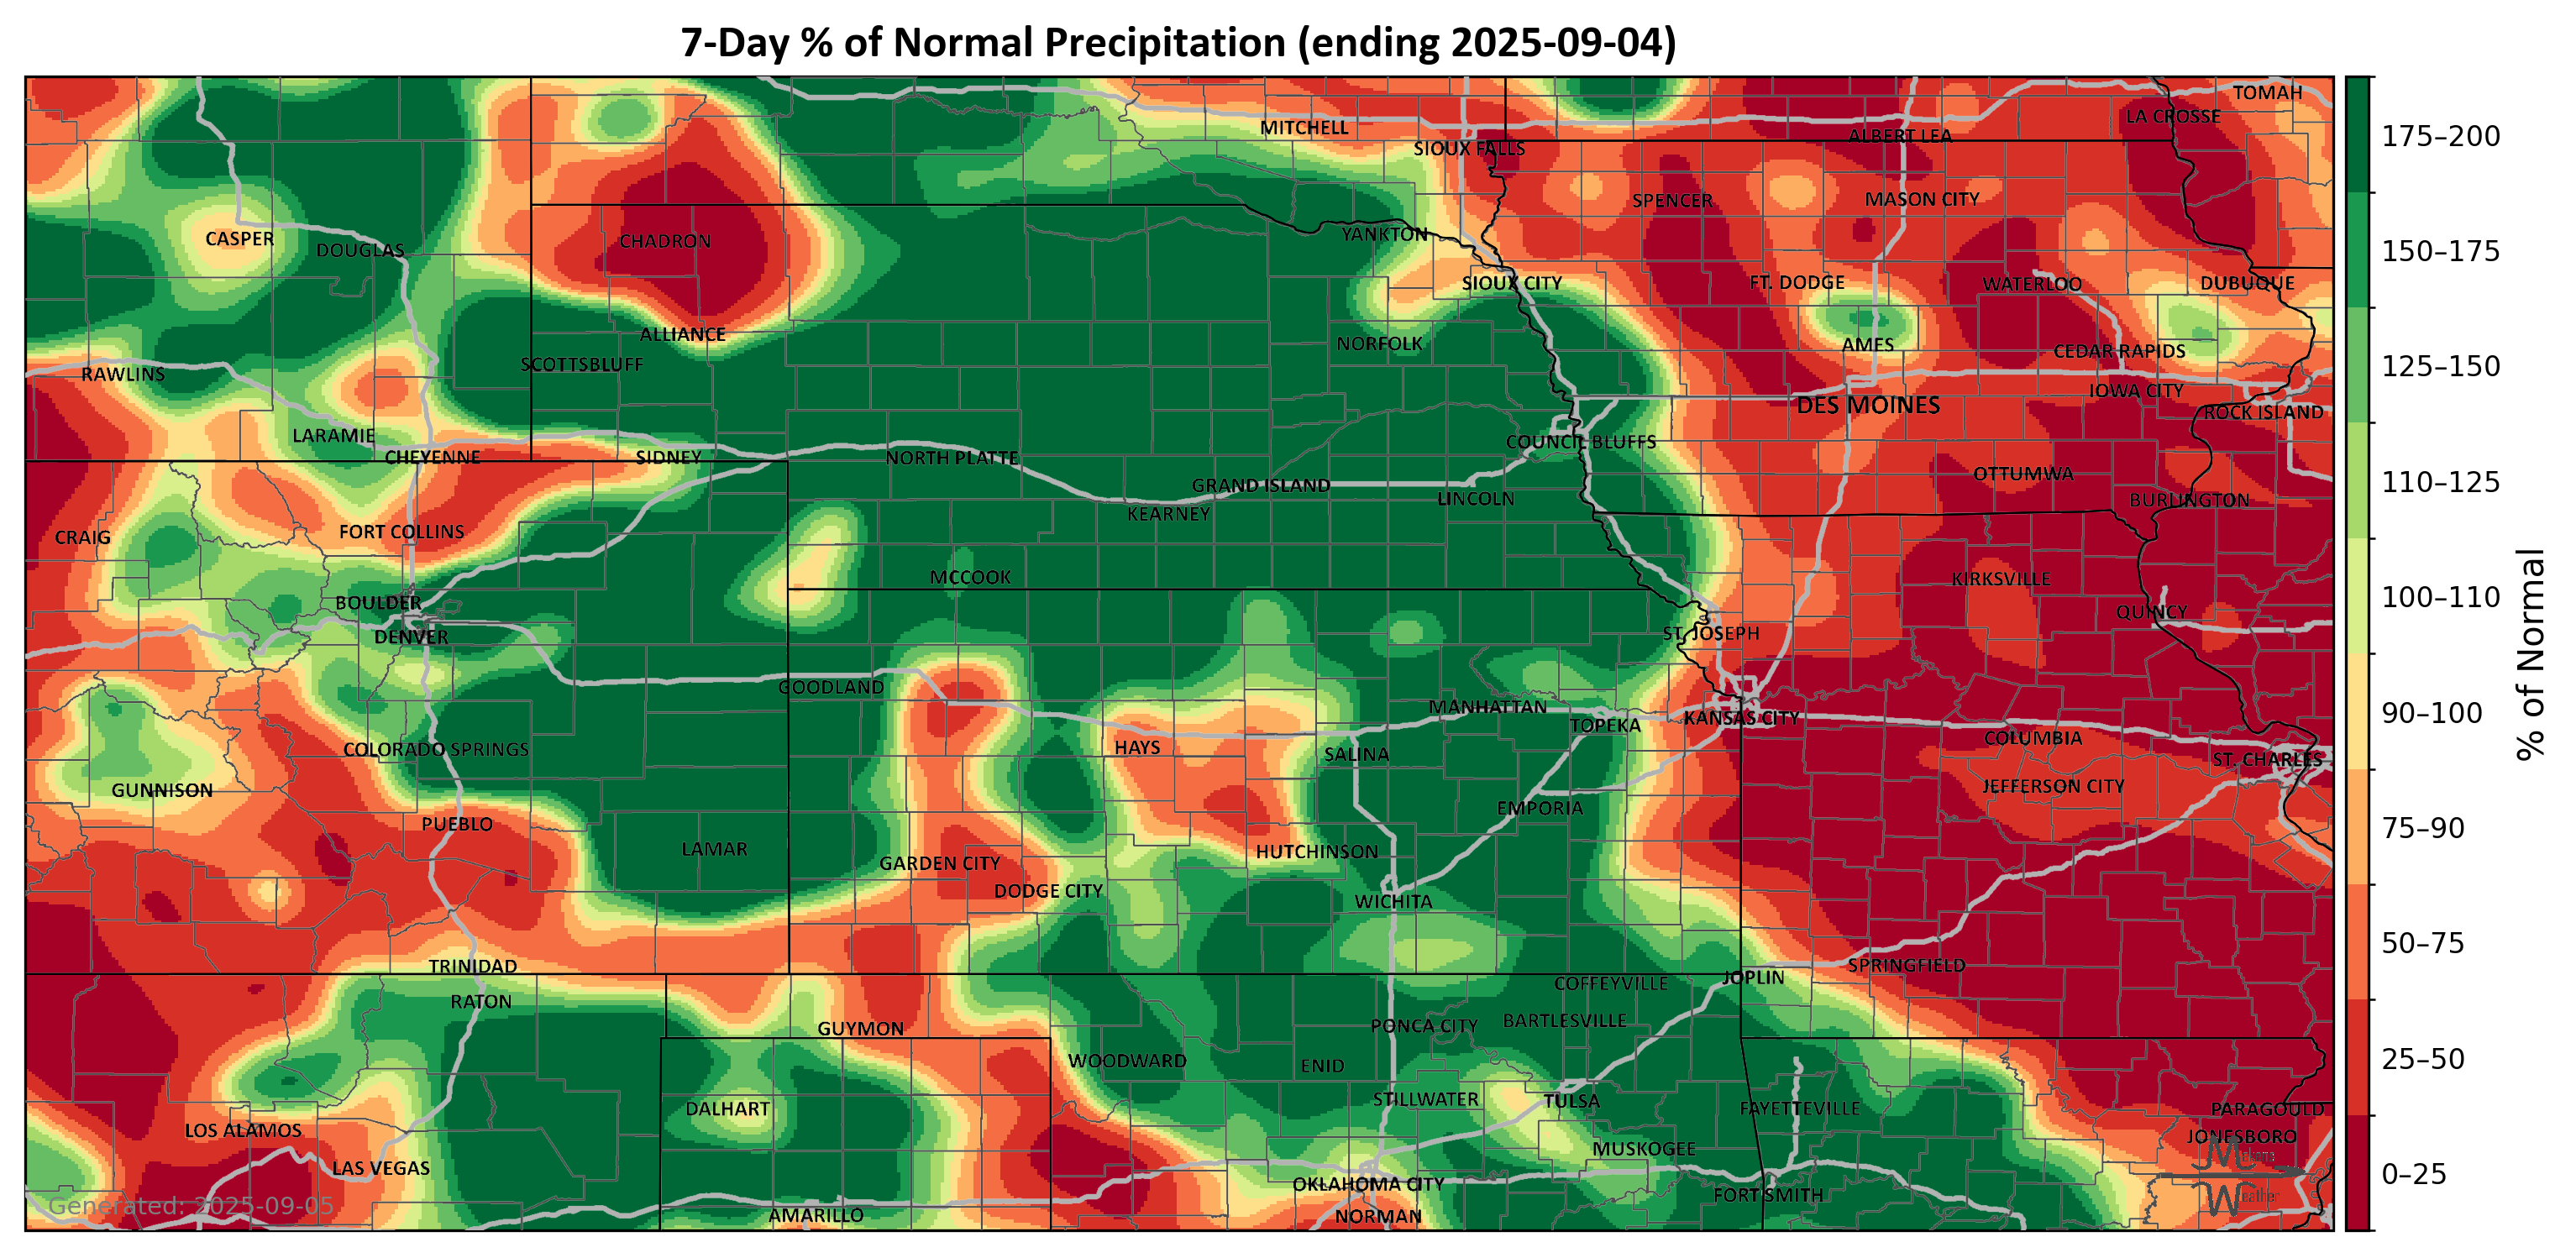 7-Day % of Normal Precipitation (ending 2025-09-04)
TOMAH
LA CROSSE
MITCHELL
ALBERT LEA
SIOUX FALLS
SPENCER
MASON CITY
CASPER
CHADRON
YANKTON
DOUGLAS
SIOUX CITY
FT. DODGE
WATERLOO
DUBUQUE
ALLIANCE
NORFOLK
AMES
CEDAR RAPIDS
SCOTTSBLUFF
RAWLINS
IOWA CITY
DES MOINES
ROCK ISLAND
LARAMIE
COUNCIL BLUFFS
CHEYENNE
SIDNEY
NORTH PLATTE
OTTUMWA
GRAND ISLAND
LINCOLN
BURLINGTON
KEARNEY
CRAIG
FORT COLLINS
MCCOOK
KIRKSVILLE
BOULDER
QUINCY
DENVER
ST. JOSEPH
GOODLAND
MANHATTAN
TOPEKA
KANSAS CITY
COLUMBIA
COLORADO SPRINGS
HAYS
SALINA
ST. CHARLES
GUNNISON
JEFFERSON CITY
EMPORIA
PUEBLO
LAMAR
HUTCHINSON
GARDEN CITY
DODGE CITY
WICHITA
TRINIDAD
SPRINGFIELD
JOPLIN
COFFEYVILLE
RATON
GUYMON
PONCA CITY
BARTLESVILLE
WOODWARD
ENID
STILLWATER
TULSA
DALHART
FAYETTEVILLE
PARAGOULD
LOS ALAMOS
JONESBORO
MUSKOGEE
LAS VEGAS
OKLAHOMA CITY
FORT SMITH
AMARILLO
NORMAN
Generated: 2025-09-05
175–200
150–175
125–150
110–125
100–110
90–100
75–90
50–75
25–50
0–25
% of Normal